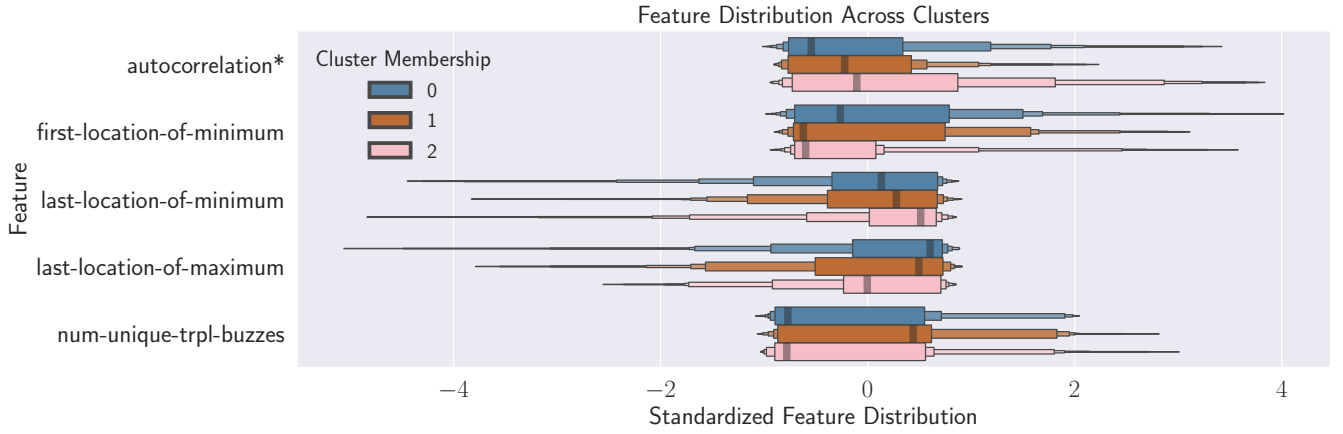 Feature Distribution Across Clusters
Feature
autocorrelation*
first-location-of-minimum
last-location-of-minimum
last-location-of-maximum
num-unique-trpl-buzzes
Cluster Membership
0
1
2
−4 −2 0 2 4
Standardized Feature Distribution